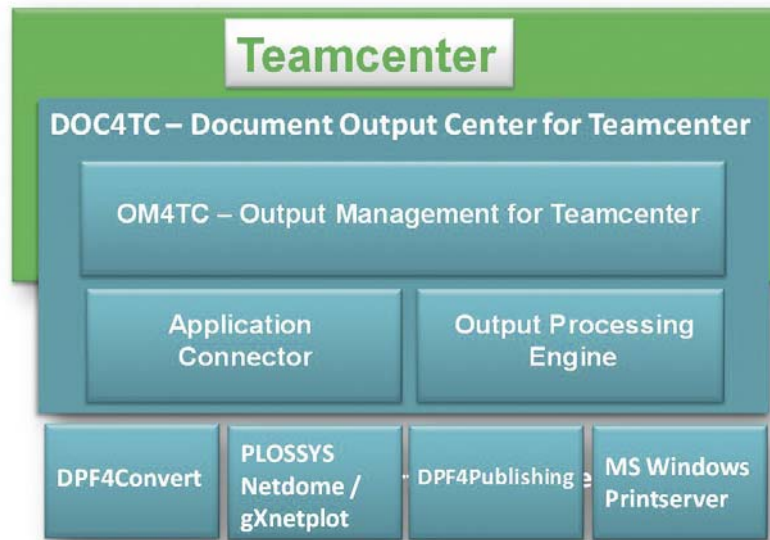 Teamcenter
DOC4TC – Document Output Center for Teamcenter
OM4TC – Output Management for Teamcenter
Application
Connector
Output Processing
Engine
DPF4Convert
PLOSSYS
Netdome /
gXnetplot
DPF4Publishing
MS Windows
Printserver